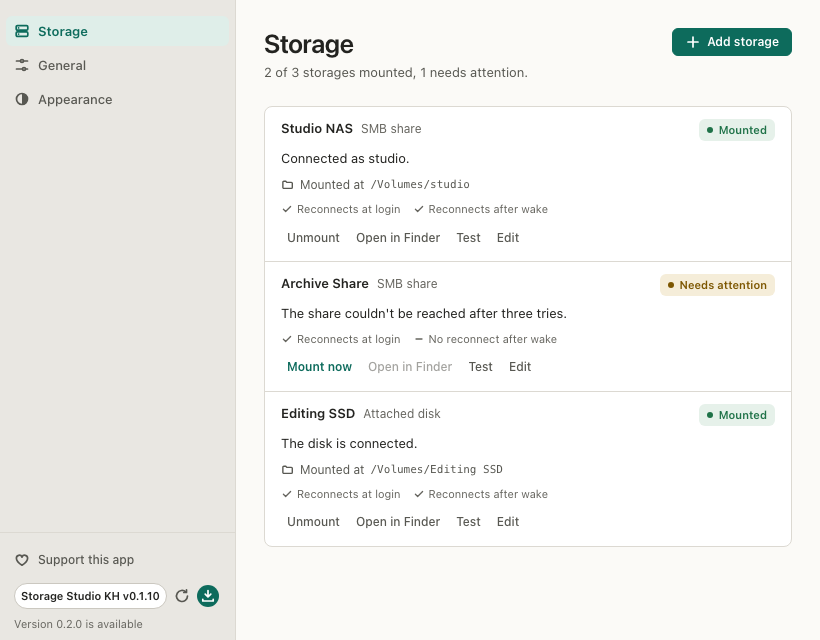 Storage
General
Appearance
Support this app
Storage Studio KH v0.1.10
Version 0.2.0 is available
Storage
2 of 3 storages mounted, 1 needs attention.
Add storage
Studio NAS SMB share
Mounted
Connected as studio.
Mounted at /Volumes/studio
Reconnects at login Reconnects after wake
Unmount Open in Finder Test Edit
Archive Share SMB share
Needs attention
The share couldn't be reached after three tries.
Reconnects at login No reconnect after wake
Mount now Open in Finder Test Edit
Editing SSD Attached disk
Mounted
The disk is connected.
Mounted at /Volumes/Editing SSD
Reconnects at login Reconnects after wake
Unmount Open in Finder Test Edit